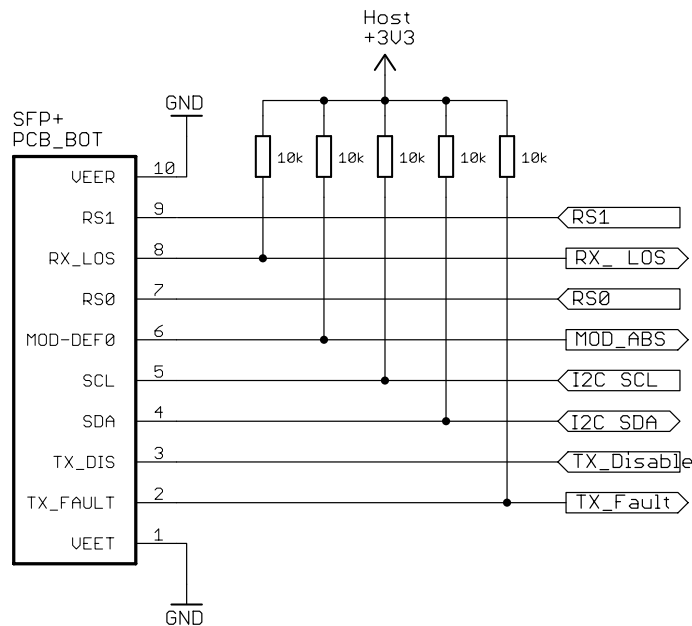 Host
+3V3
GND
SFP+
PCB_BOT
10k 10k 10k 10k 10k
VEER 10
RS1 9 RS1
RX_LOS 8 RX_ LOS
RS0 7 RS0
MOD-DEF0 6 MOD_ABS
SCL 5 I2C SCL
SDA 4 I2C SDA
TX_DIS 3 TX_Disable
TX_FAULT 2 TX_Fault
VEET 1
GND